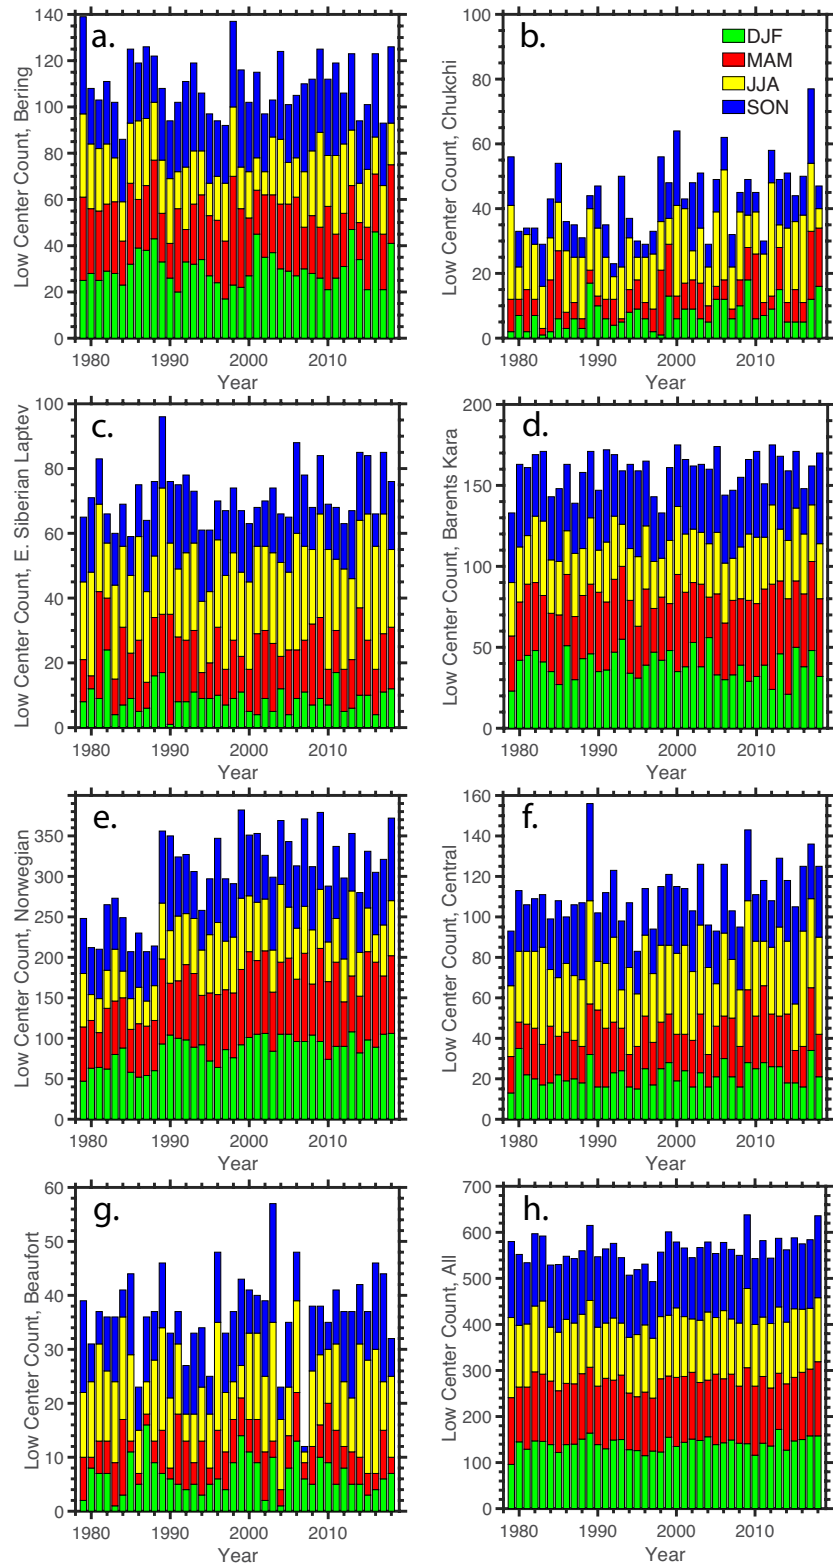 a.
Low Center Count, Bering
140
120
100
80
60
40
20
0
1980 1990 2000 2010
Year
b.
DJF
MAM
JJA
SON
Low Center Count, Chukchi
100
80
60
40
20
0
1980 1990 2000 2010
Year
c.
Low Center Count, E. Siberian Laptev
100
80
60
40
20
0
1980 1990 2000 2010
Year
d.
Low Center Count, Barents Kara
200
150
100
50
0
1980 1990 2000 2010
Year
e.
Low Center Count, Norwegian
350
300
250
200
150
100
50
0
1980 1990 2000 2010
Year
f.
Low Center Count, Central
160
140
120
100
80
60
40
20
0
1980 1990 2000 2010
Year
g.
Low Center Count, Beaufort
60
50
40
30
20
10
0
1980 1990 2000 2010
Year
h.
Low Center Count, All
700
600
500
400
300
200
100
0
1980 1990 2000 2010
Year